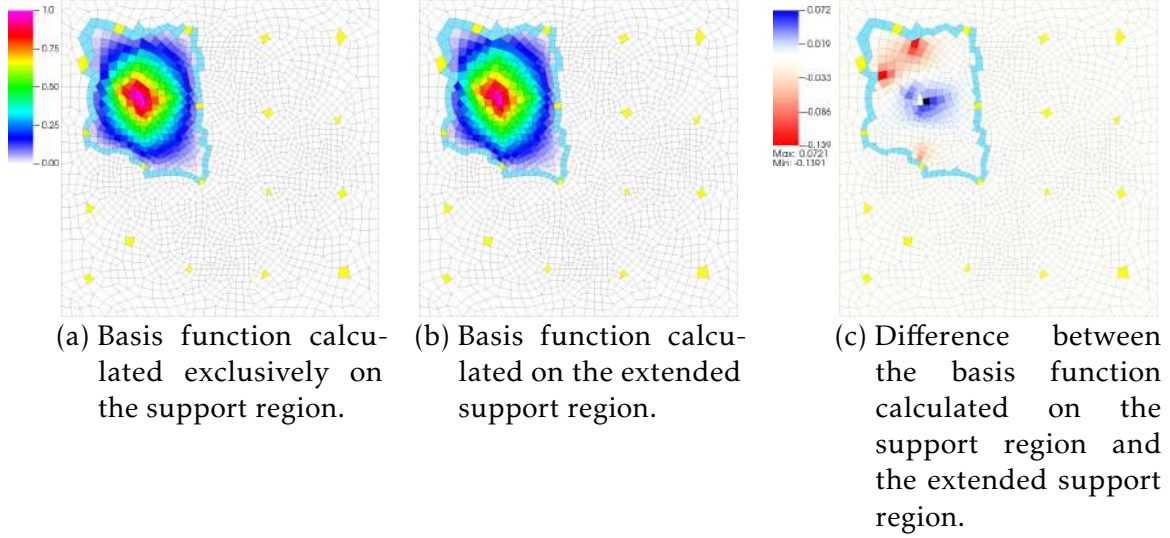 1.0
0.75
0.50
0.25
0.00
0.072
0.019
-0.033
-0.086
-0.139
Max: 0.0721
Min: -0.1391
(a) Basis function calcu-
lated exclusively on
the support region.
(b) Basis function calcu-
lated on the extended
support region.
(c) Difference between
the basis function
calculated on the
support region and
the extended support
region.